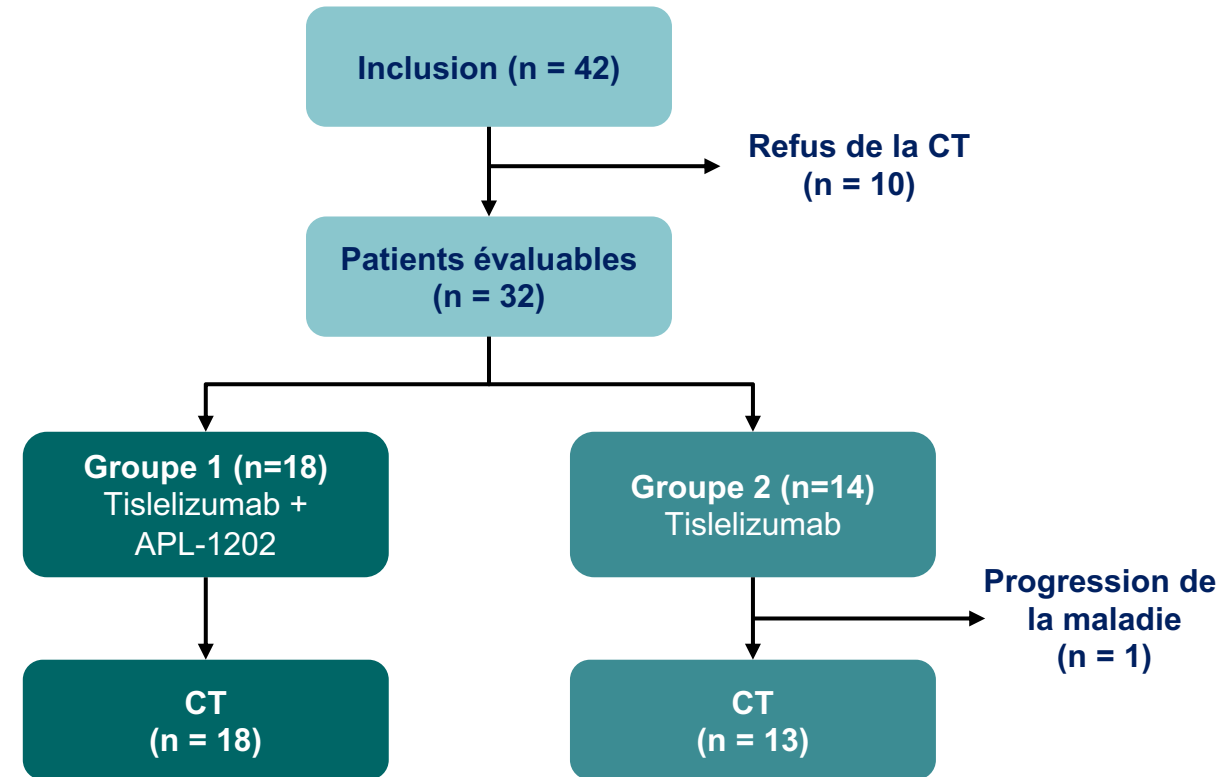 Inclusion (n = 42)
Refus de la CT
(n = 10)
Patients évaluables
(n = 32)
Groupe 1 (n=18)
Tislelizumab +
APL-1202
Groupe 2 (n=14)
Tislelizumab
Progression de
la maladie
(n = 1)
CT
(n = 18)
CT
(n = 13)